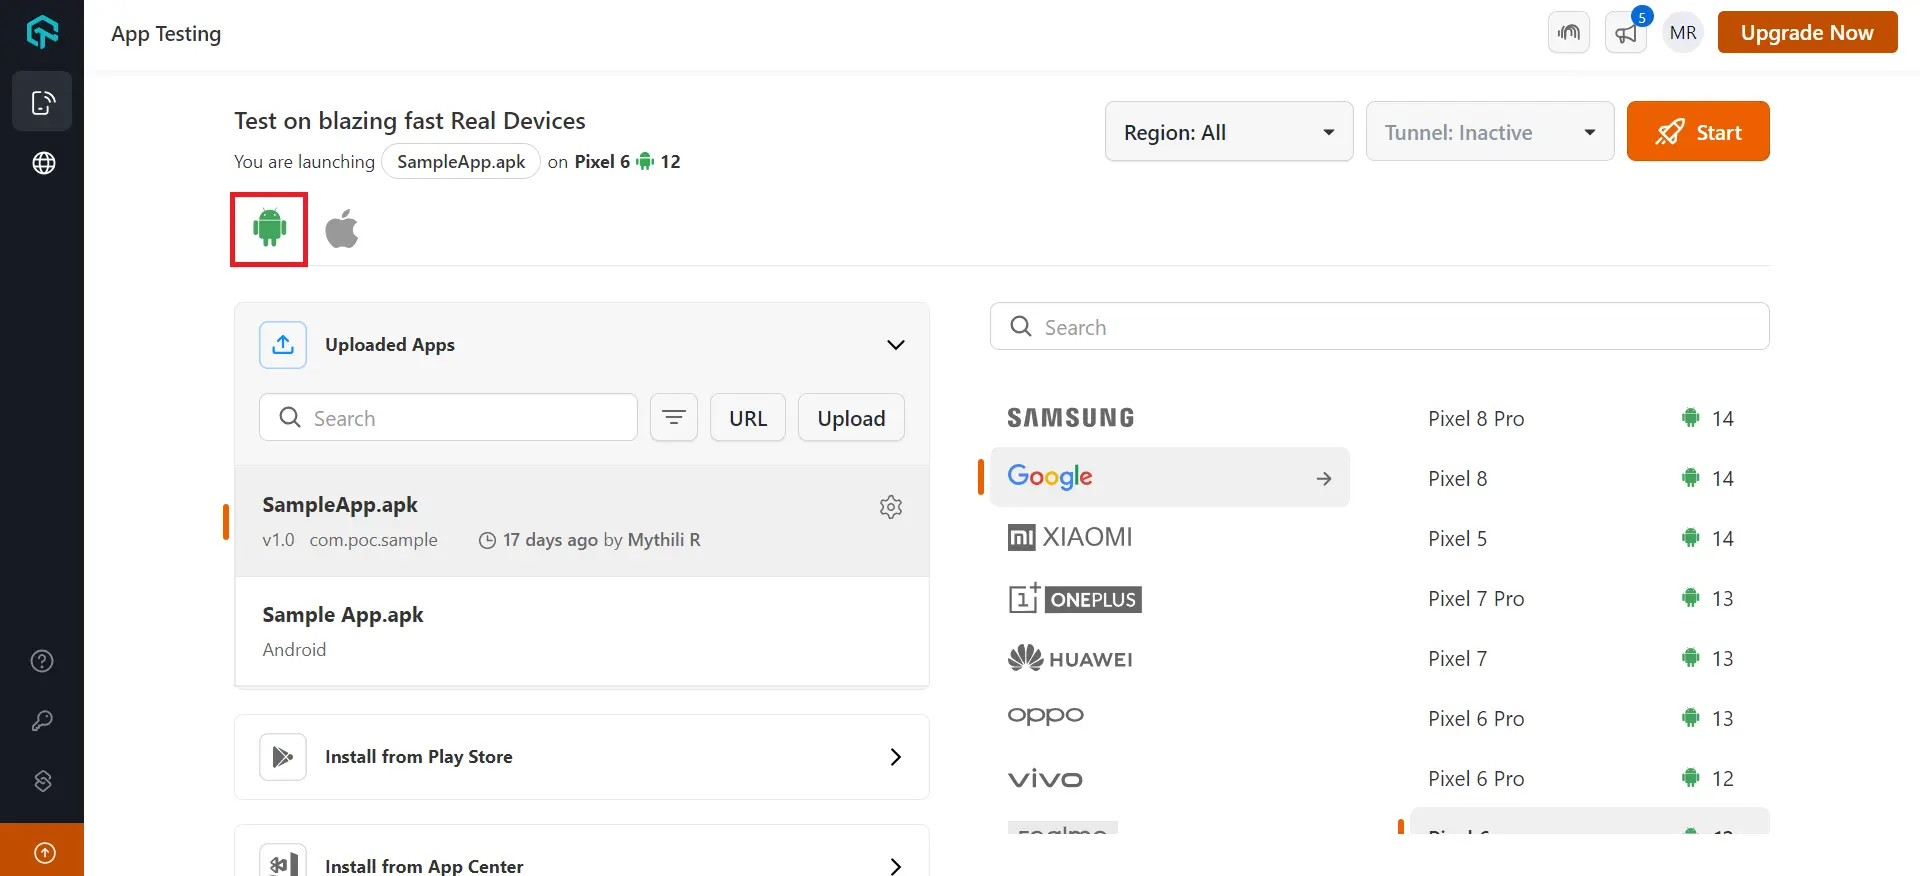 App Testing
5
MR
Upgrade Now
Test on blazing fast Real Devices
You are launching SampleApp.apk on Pixel 6 12
Region: All
Tunnel: Inactive
Start
Uploaded Apps
Search
URL
Upload
SampleApp.apk
v1.0 com.poc.sample 17 days ago by Mythili R
Sample App.apk
Android
Install from Play Store
Install from App Center
Search
SAMSUNG
Google
XIAOMI
ONEPLUS
HUAWEI
oppo
vivo
realme
Pixel 8 Pro 14
Pixel 8 14
Pixel 5 14
Pixel 7 Pro 13
Pixel 7 13
Pixel 6 Pro 13
Pixel 6 Pro 12
Pixel 6 12